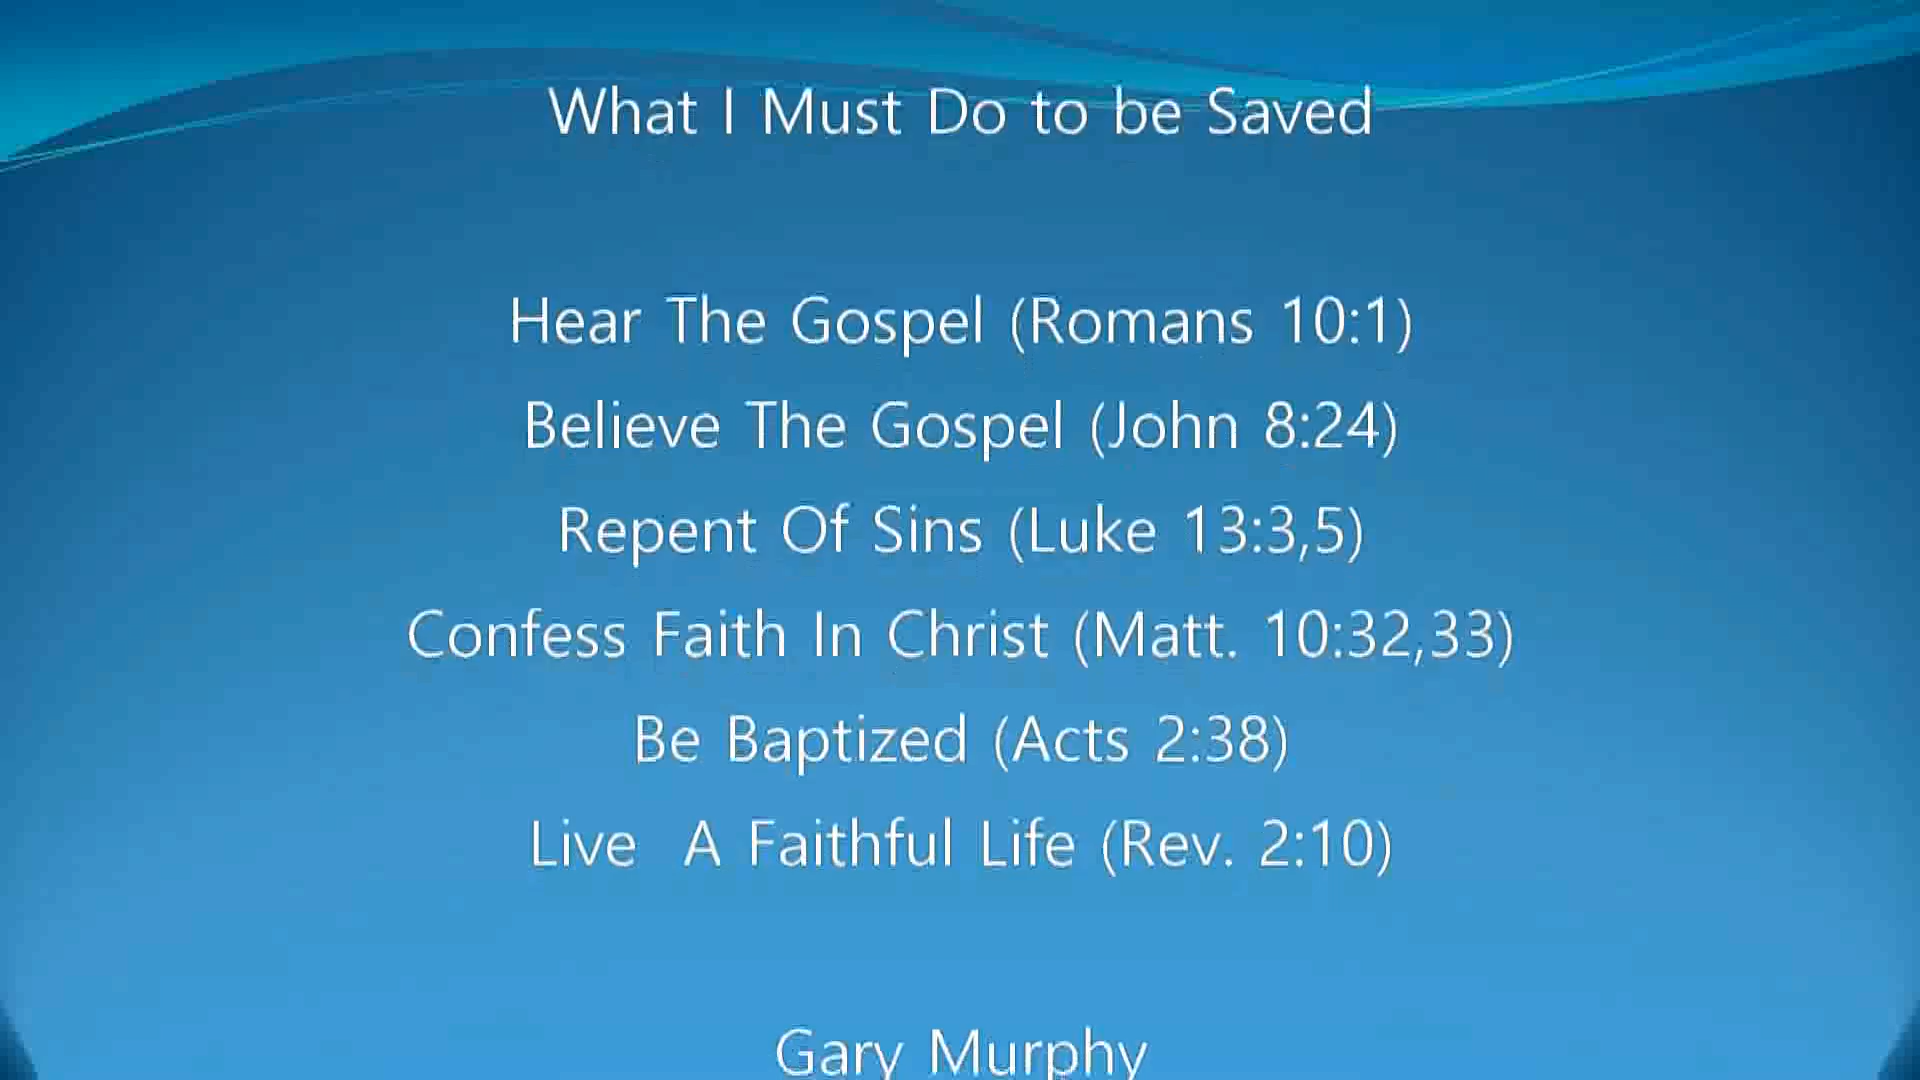 What I Must Do to be Saved
Hear The Gospel (Romans 10:1)
Believe The Gospel (John 8:24)
Repent Of Sins (Luke 13:3,5)
Confess Faith In Christ (Matt. 10:32,33)
Be Baptized (Acts 2:38)
Live  A Faithful Life (Rev. 2:10)
Gary Murphy